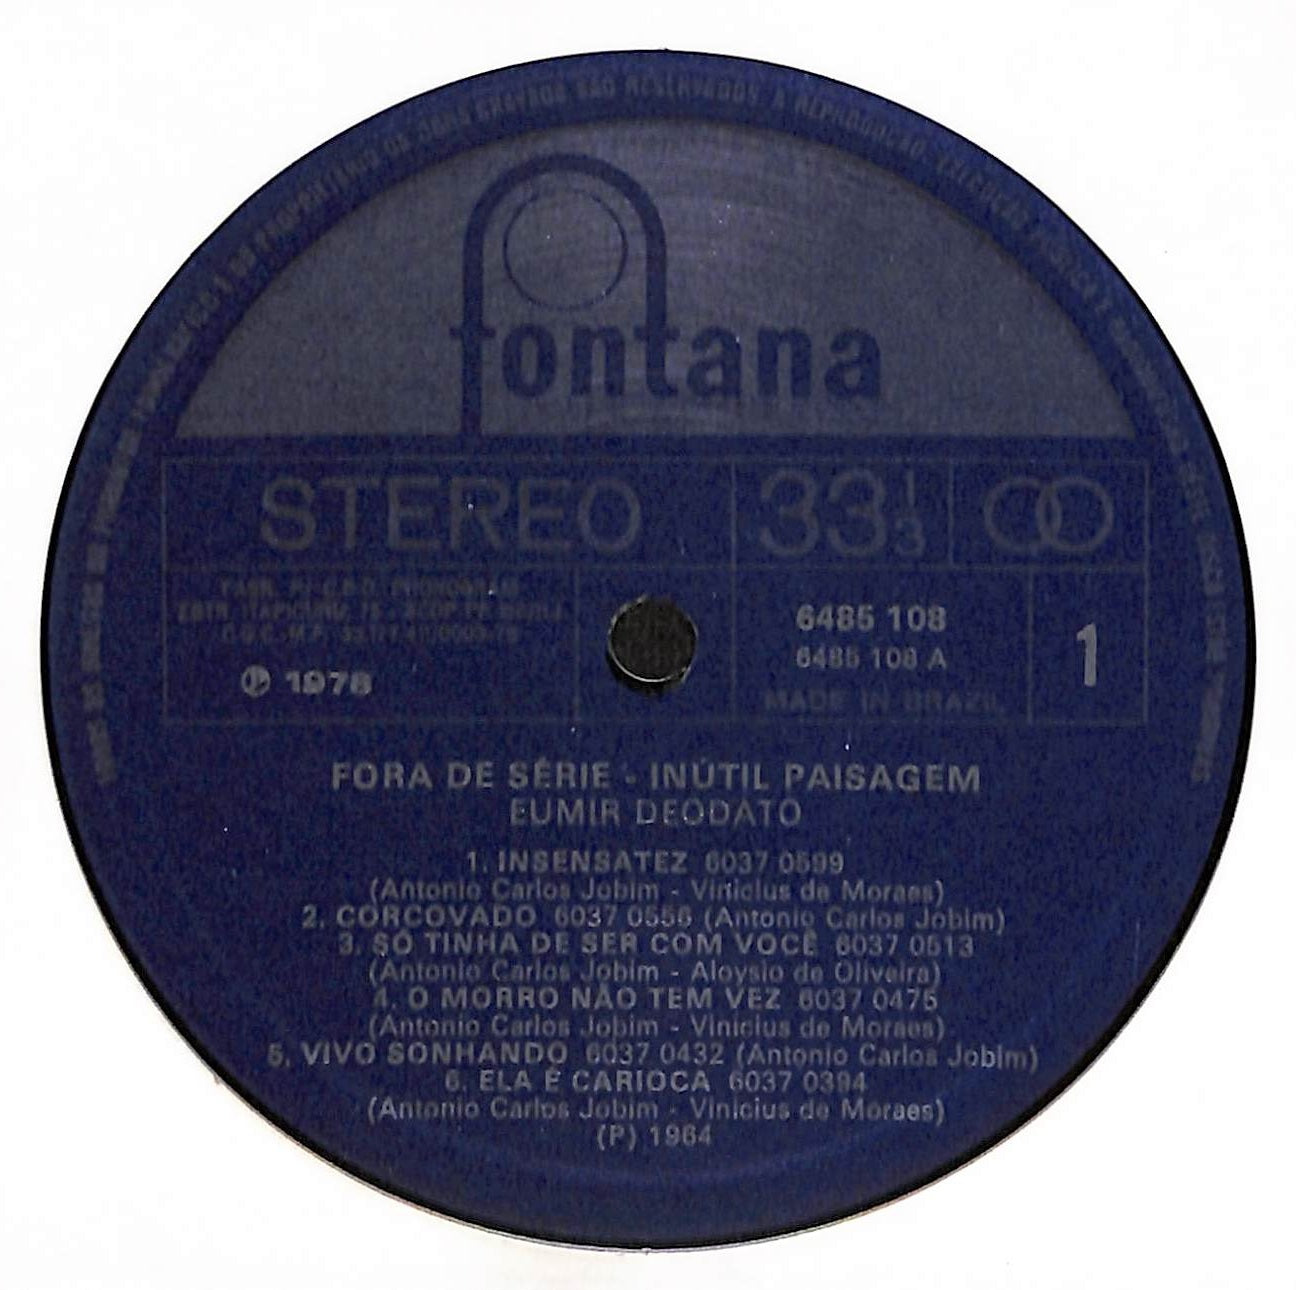 fontana
STEREO
33 1/3
6485 108
6485 108 A
MADE IN BRAZIL
1
Ⓟ 1978
FORA DE SÉRIE - INÚTIL PAISAGEM
EUMIR DEODATO
1. INSENSATEZ 6037 0599
(Antonio Carlos Jobim - Vinicius de Moraes)
2. CORCOVADO 6037 0556 (Antonio Carlos Jobim)
3. SÓ TINHA DE SER COM VOCÊ 6037 0513
(Antonio Carlos Jobim - Aloysio de Oliveira)
4. O MORRO NÃO TEM VEZ 6037 0475
(Antonio Carlos Jobim - Vinicius de Moraes)
5. VIVO SONHANDO 6037 0432 (Antonio Carlos Jobim)
6. ELA É CARIOCA 6037 0394
(Antonio Carlos Jobim - Vinicius de Moraes)
(P) 1964